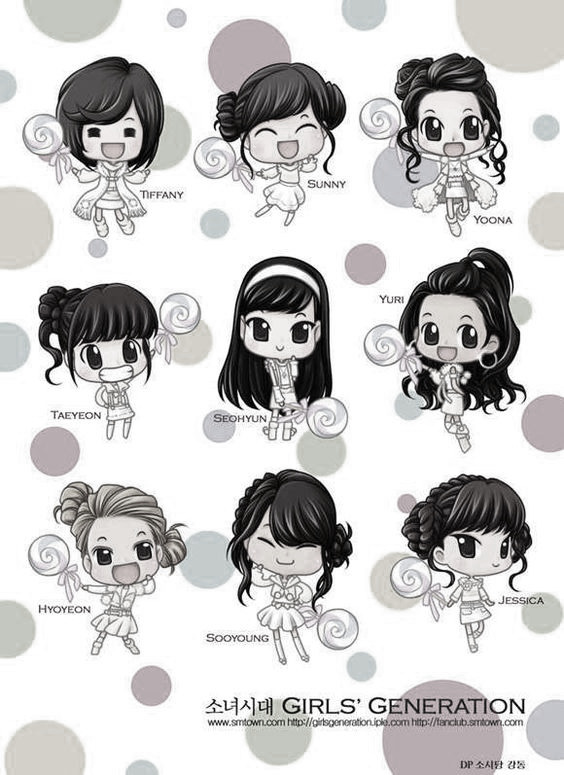 TIFFANY
SUNNY
YOONA
TAEYEON
SEOHYUN
YURI
HYOYEON
SOOYOUNG
JESSICA
소녀시대 GIRLS' GENERATION
www.smtown.com http://girlsgeneration.iple.com http://fanclub.smtown.com
DP 소시탕 강동